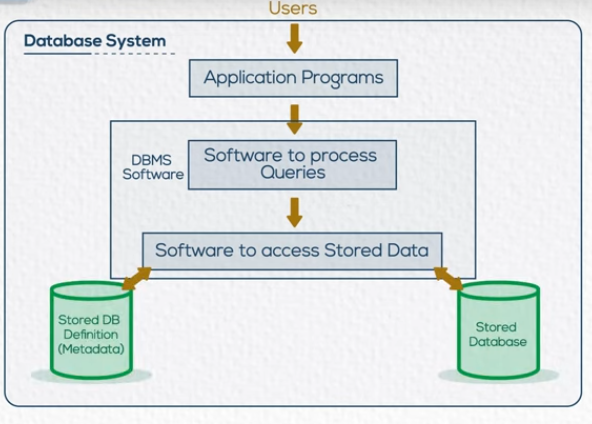 Users
Database System
Application Programs
DBMS
Software
Software to process
Queries
Software to access Stored Data
Stored DB
Definition
(Metadata)
Stored
Database